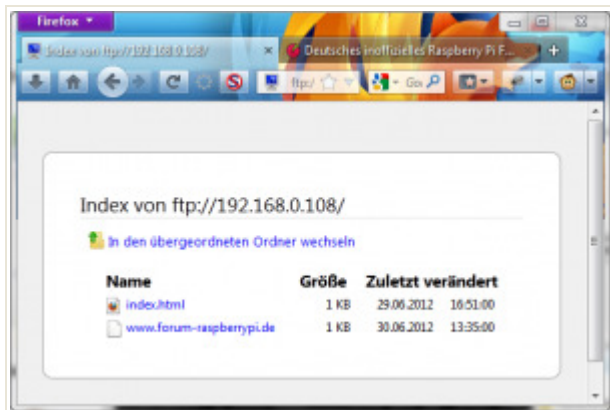 Firefox
Index von ftp://192.168.0.108/
Deutsches inoffizielles Raspberry Pi F...
ftp:/
Goo
Index von ftp://192.168.0.108/
In den übergeordneten Ordner wechseln
Name Größe Zuletzt verändert
index.html 1 KB 29.06.2012 16:51:00
www.forum-raspberrypi.de 1 KB 30.06.2012 13:35:00